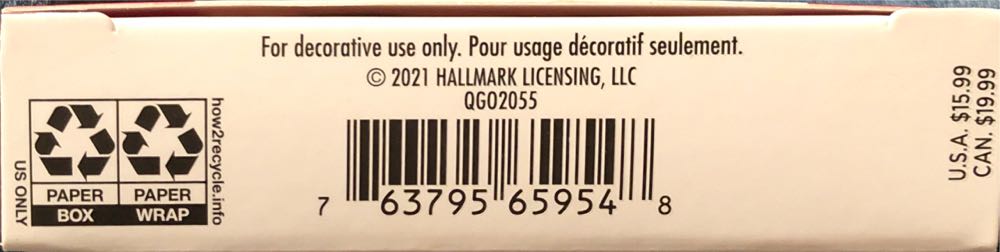 For decorative use only. Pour usage décoratif seulement.
© 2021 HALLMARK LICENSING, LLC
QGO2055
7 63795 65954 8
PAPER
BOX
PAPER
WRAP
US ONLY
how2recycle.info
U.S.A. $15.99
CAN. $19.99